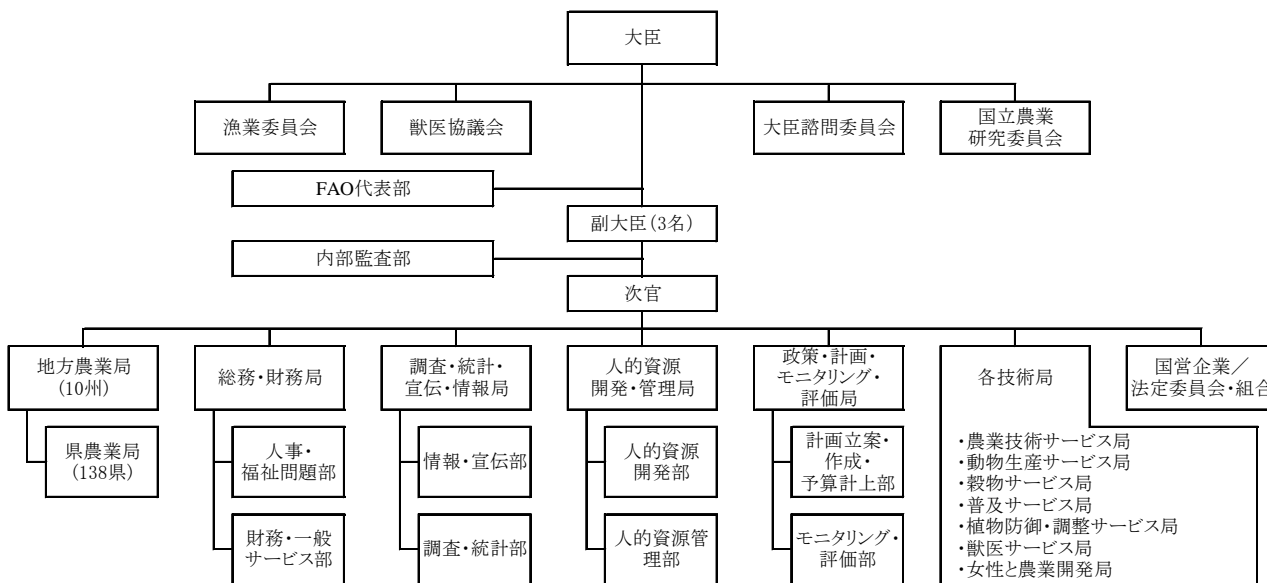 大臣
漁業委員会
獣医協議会
大臣諮問委員会
国立農業
研究委員会
FAO代表部
副大臣(3名)
内部監査部
次官
地方農業局
(10州)
総務・財務局
調査・統計・
宣伝・情報局
人的資源
開発・管理局
政策・計画・
モニタリング・
評価局
各技術局
国営企業／
法定委員会・組合
県農業局
(138県)
人事・
福祉問題部
情報・宣伝部
人的資源
開発部
計画立案・
作成・
予算計上部
財務・一般
サービス部
調査・統計部
人的資源管
理部
モニタリング・
評価部
・農業技術サービス局
・動物生産サービス局
・穀物サービス局
・普及サービス局
・植物防御・調整サービス局
・獣医サービス局
・女性と農業開発局